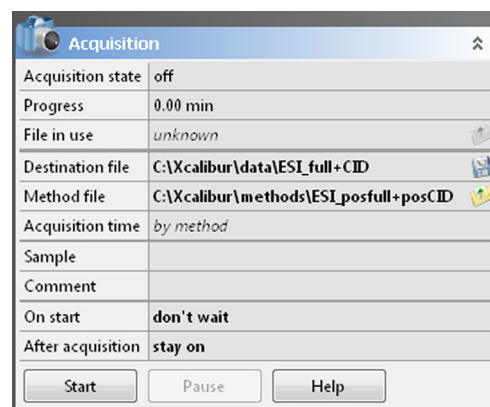 Acquisition
Acquisition state off
Progress 0.00 min
File in use unknown
Destination file C:\Xcalibur\data\ESI_full+CID
Method file C:\Xcalibur\methods\ESI_posfull+posCID
Acquisition time by method
Sample
Comment
On start don't wait
After acquisition stay on
Start Pause Help